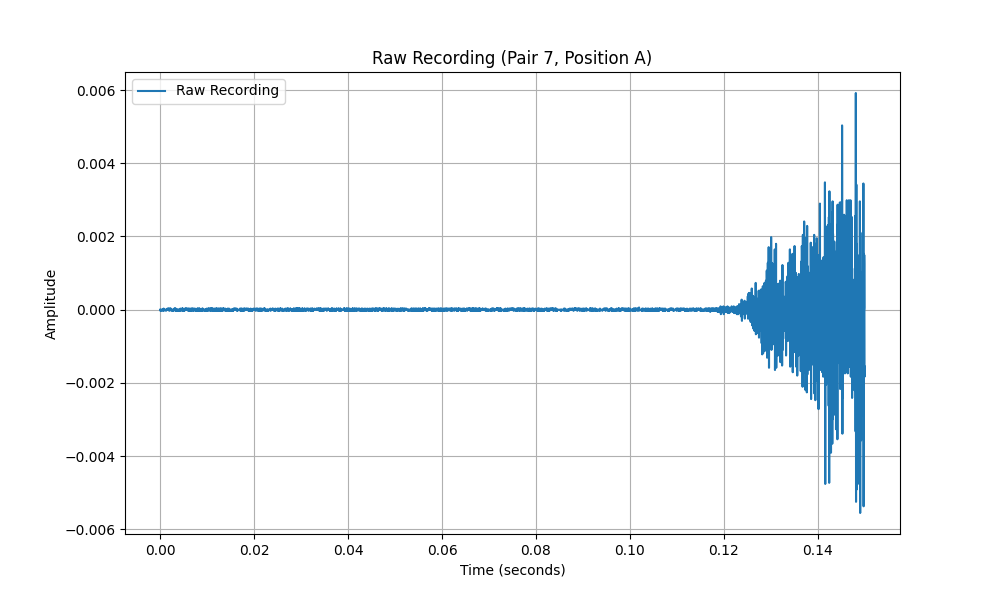 Raw Recording (Pair 7, Position A)
Raw Recording
0.006
0.004
0.002
0.000
−0.002
−0.004
−0.006
Amplitude
0.00 0.02 0.04 0.06 0.08 0.10 0.12 0.14
Time (seconds)